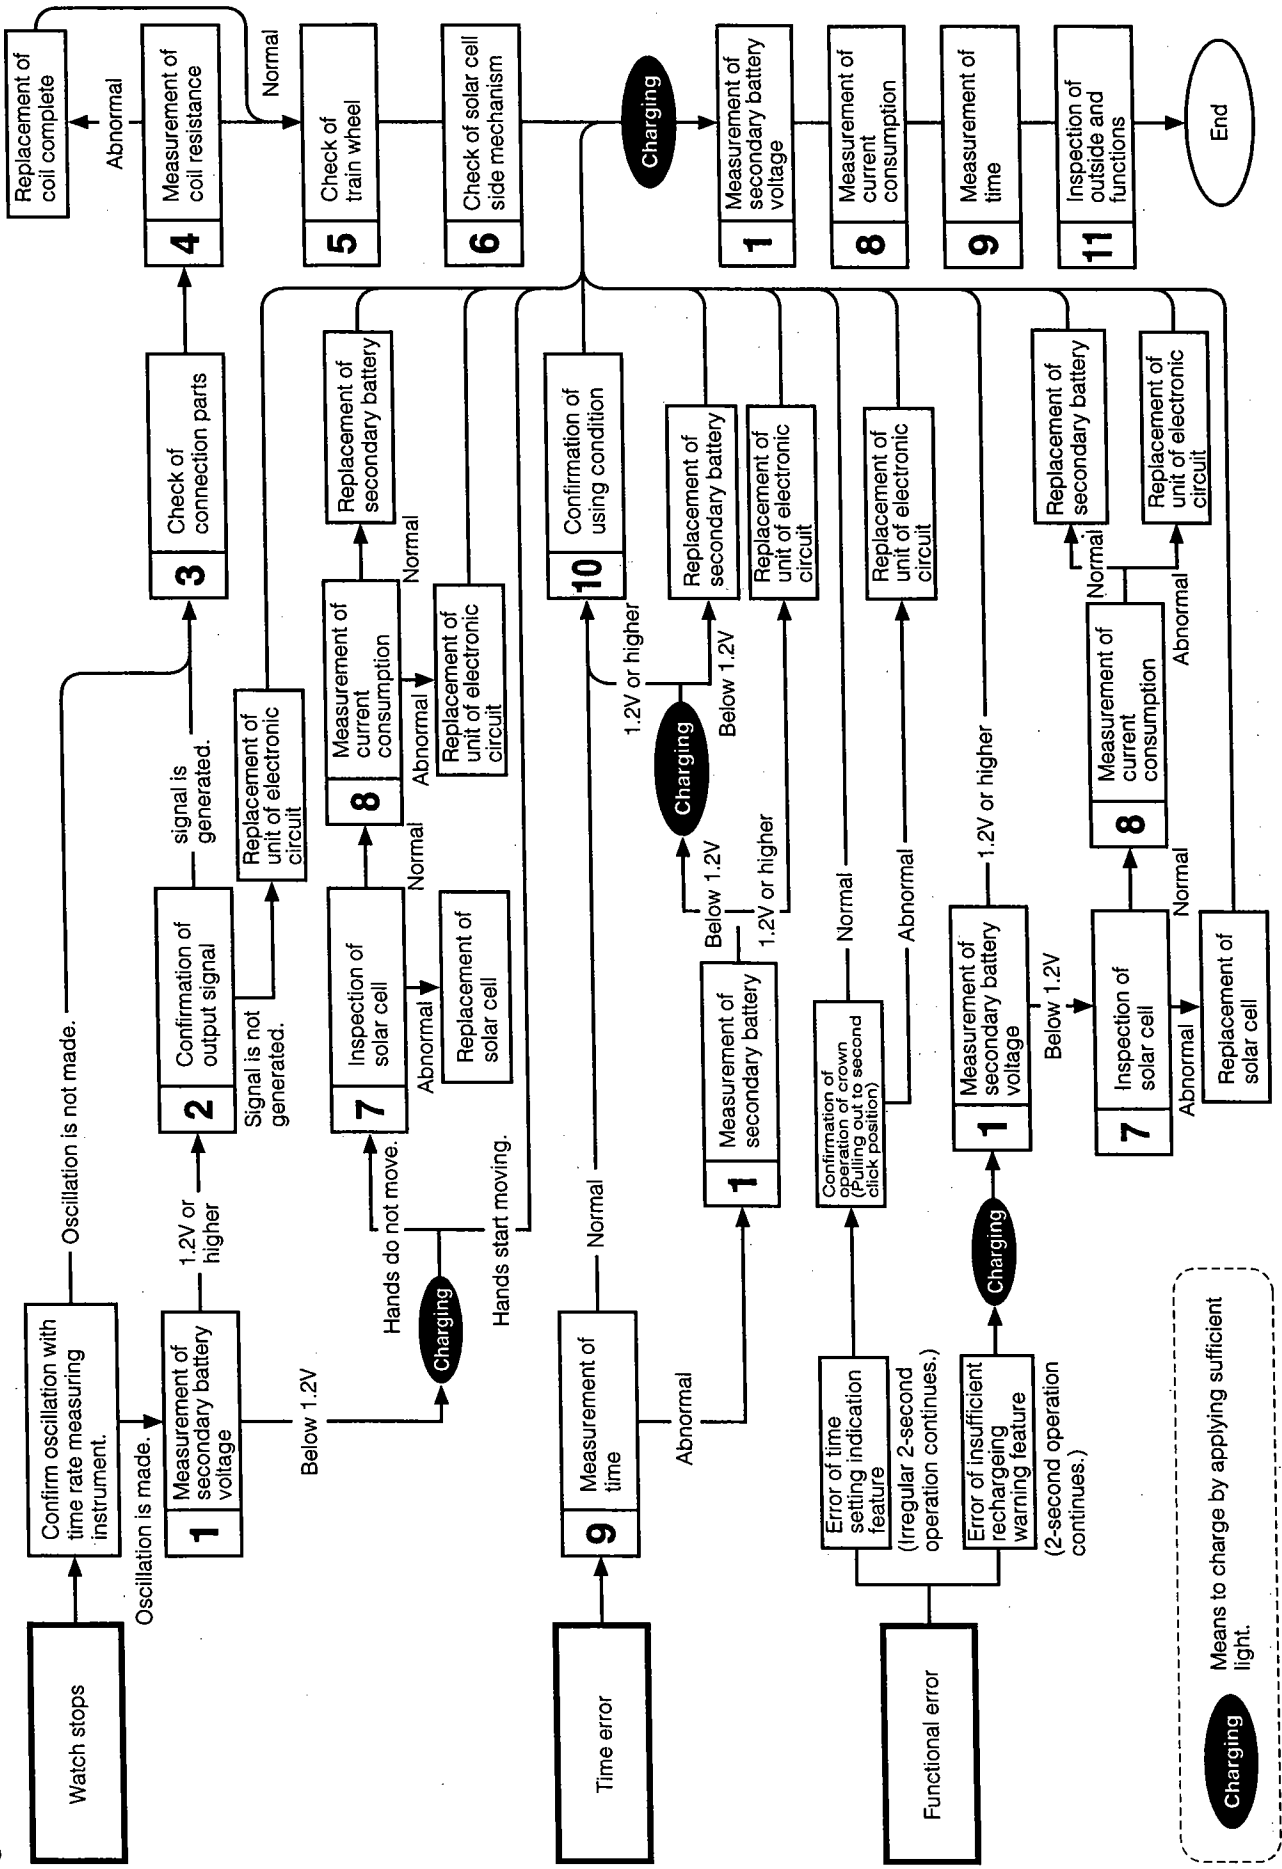 Watch stops
Confirm oscillation with
time rate measuring
instrument.
Oscillation is not made.
Oscillation is made.
1
Measurement of
secondary battery
voltage
1.2V or
higher
Below 1.2V
2
Confirmation of
output signal
signal is
generated.
Signal is not
generated.
Replacement of
unit of electronic
circuit
3
Check of
connection parts
4
Measurement of
coil resistance
Abnormal
Replacement of
coil complete
Normal
5
Check of
train wheel
6
Check of solar cell
side mechanism
Charging
Hands do not move.
Hands start moving.
7
Inspection of
solar cell
Abnormal
Replacement of
solar cell
Normal
8
Measurement of
current
consumption
Abnormal
Replacement of
unit of electronic
circuit
Normal
Replacement of
secondary battery
Time error
9
Measurement of
time
Normal
Abnormal
1
Measurement of
secondary battery
Below 1.2V
1.2V or higher
Charging
1.2V or higher
Below 1.2V
10
Confirmation of
using condition
Replacement of
secondary battery
Replacement of
unit of electronic
circuit
Functional error
Error of time
setting indication
feature
(Irregular 2-second
operation continues.)
Confirmation of
operation of crown
(Pulling out to second
click position)
Normal
Abnormal
Replacement of
unit of electronic
circuit
Error of insufficient
rechargeing
warning feature
(2-second operation
continues.)
Charging
1
Measurement of
secondary battery
voltage
1.2V or higher
Below 1.2V
7
Inspection of
solar cell
Abnormal
Replacement of
solar cell
Normal
8
Measurement of
current
consumption
Normal
Abnormal
Replacement of
secondary battery
Replacement of
unit of electronic
circuit
Charging
1
Measurement of
secondary battery
voltage
8
Measurement of
current
consumption
9
Measurement of
time
11
Inspection of
outside and
functions
End
Charging
Means to charge by applying sufficient
light.